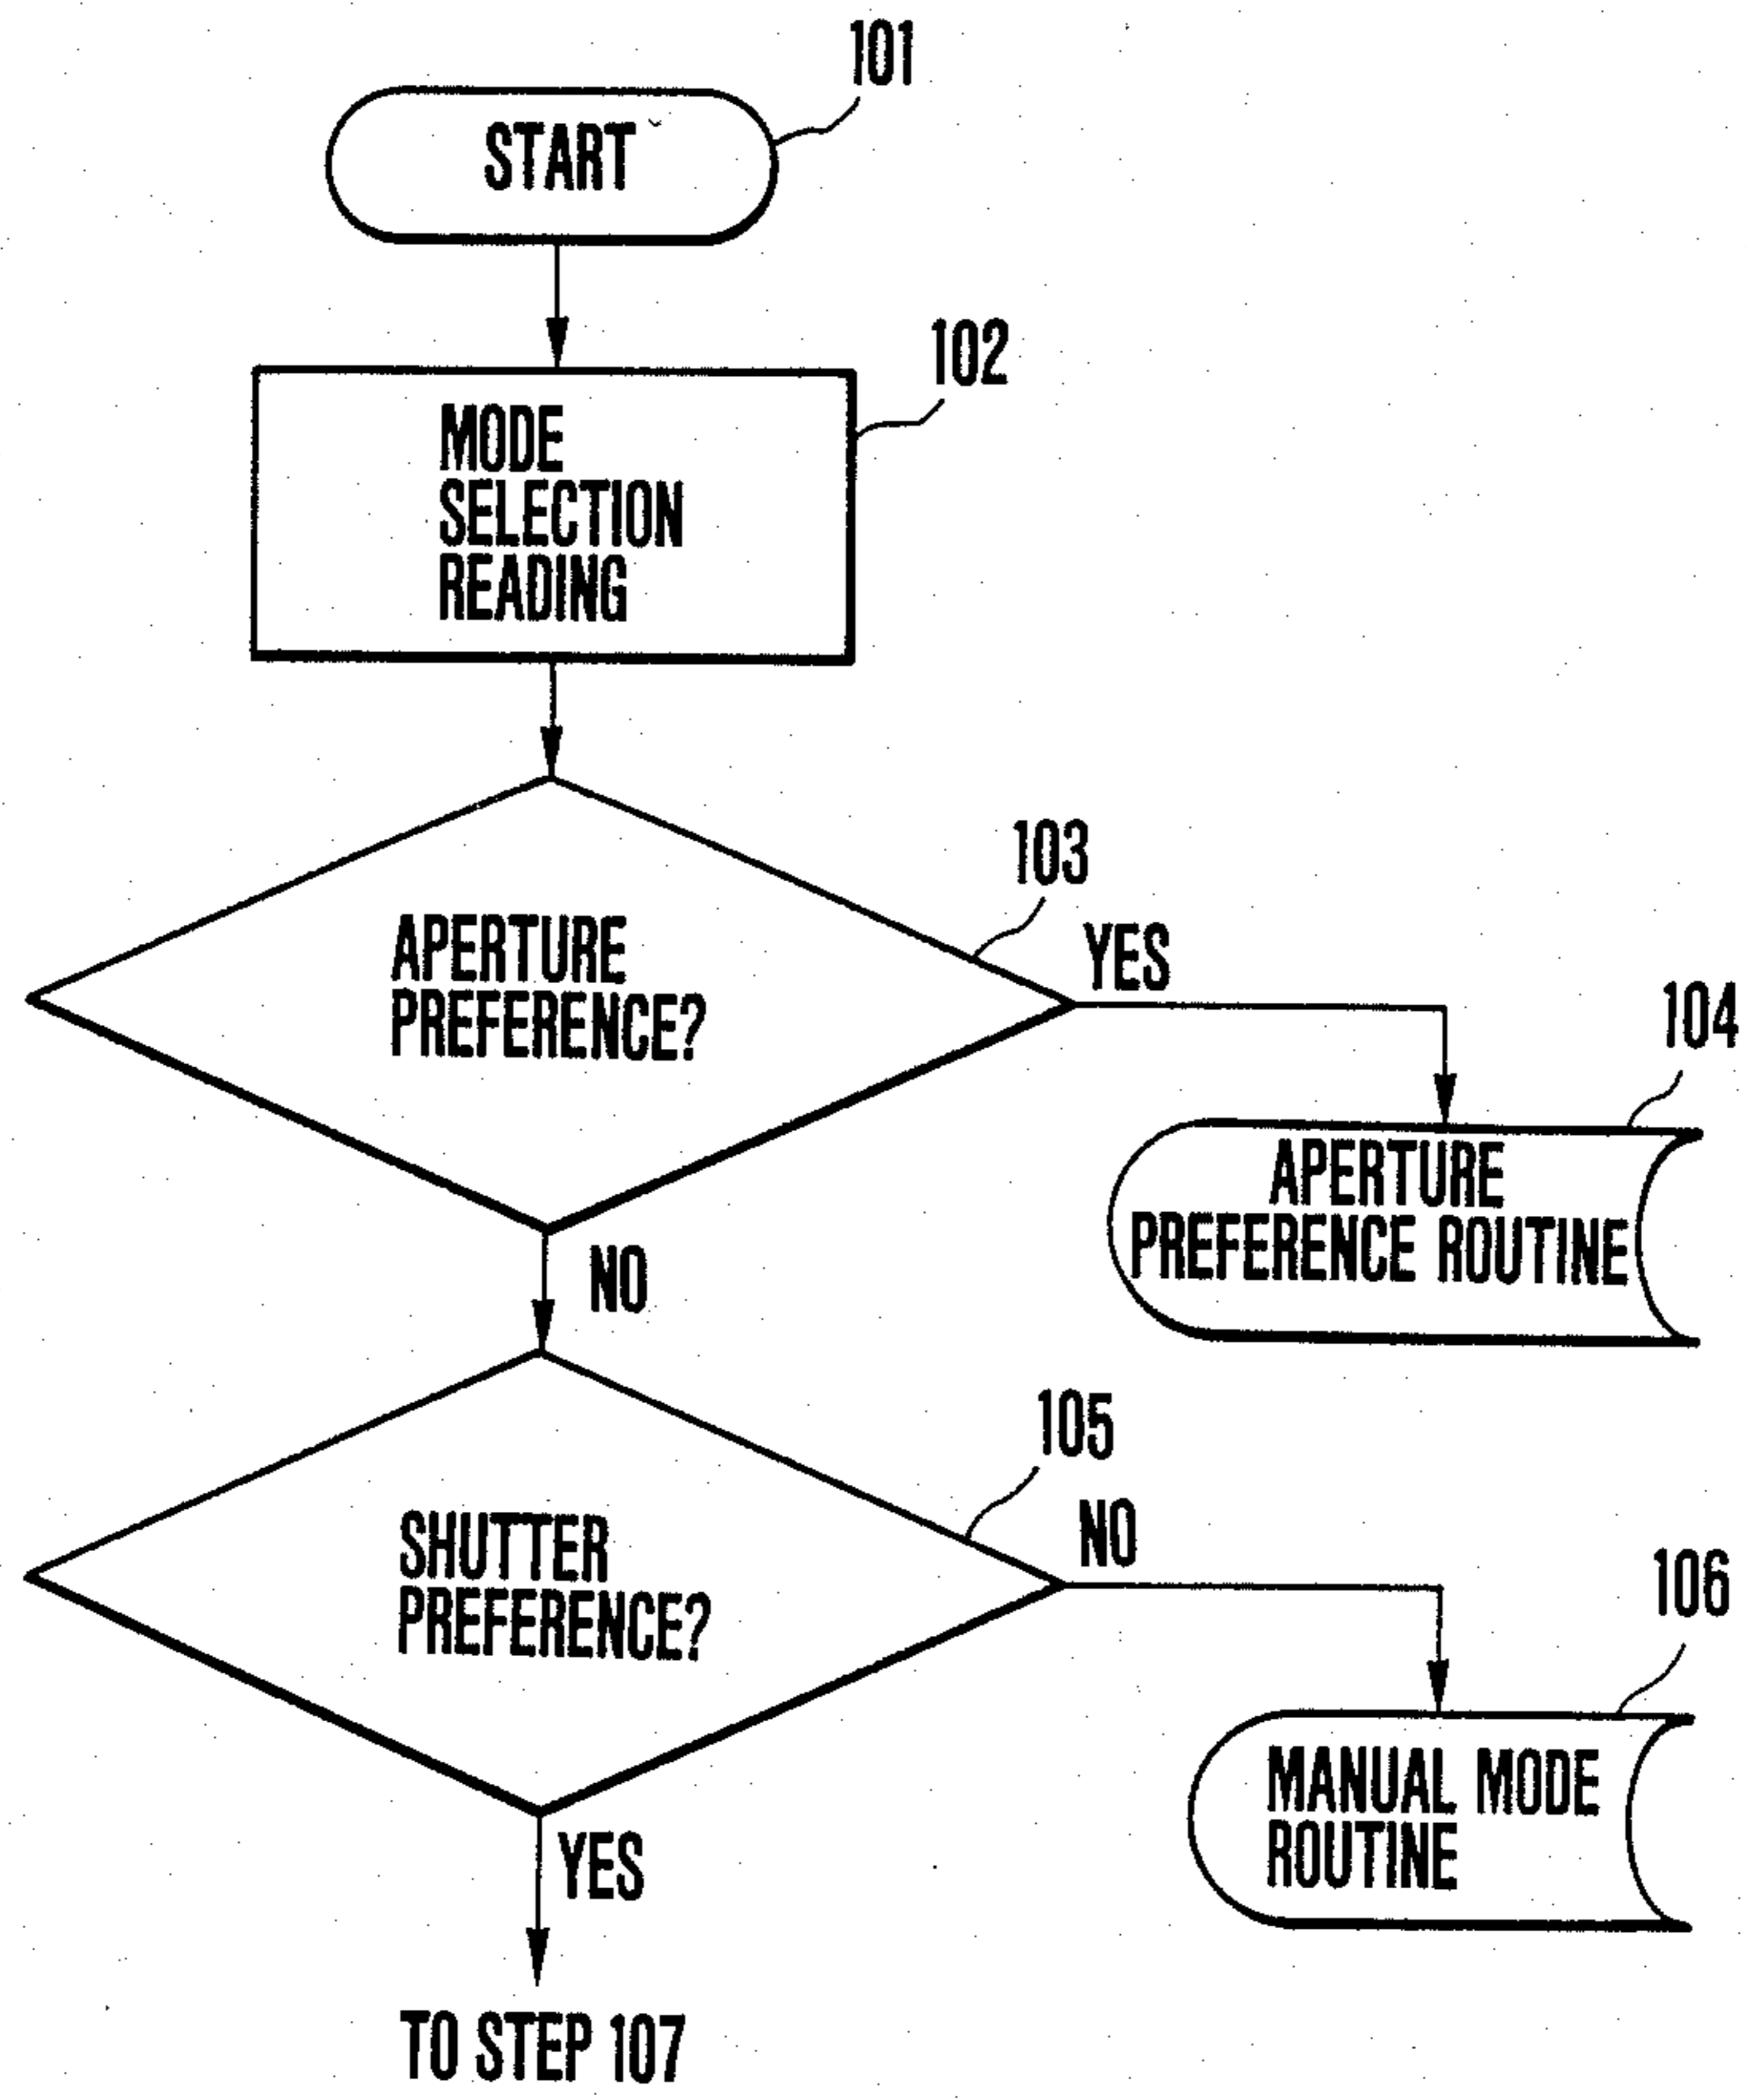 101
START
102
MODE
SELECTION
READING
103
APERTURE
PREFERENCE?
YES
104
APERTURE
PREFERENCE ROUTINE
NO
105
SHUTTER
PREFERENCE?
NO
106
MANUAL MODE
ROUTINE
YES
TO STEP 107